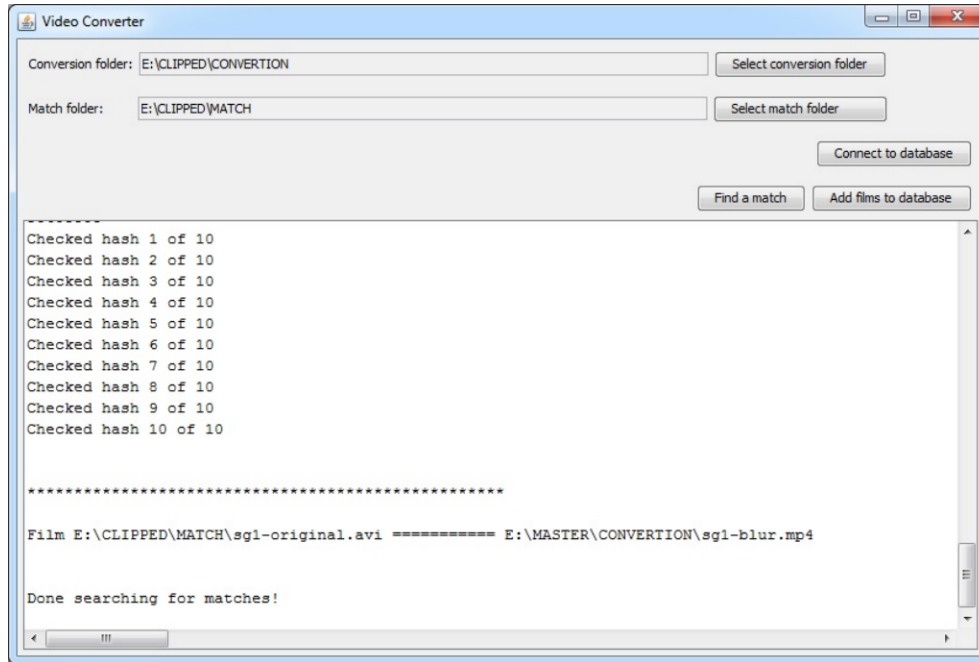 Video Converter
Conversion folder: E:\CLIPPED\CONVERTION Select conversion folder
Match folder: E:\CLIPPED\MATCH Select match folder
Connect to database
Find a match Add films to database
Checked hash 1 of 10
Checked hash 2 of 10
Checked hash 3 of 10
Checked hash 4 of 10
Checked hash 5 of 10
Checked hash 6 of 10
Checked hash 7 of 10
Checked hash 8 of 10
Checked hash 9 of 10
Checked hash 10 of 10
***************************************************
Film E:\CLIPPED\MATCH\sg1-original.avi =========== E:\MASTER\CONVERTION\sg1-blur.mp4
Done searching for matches!